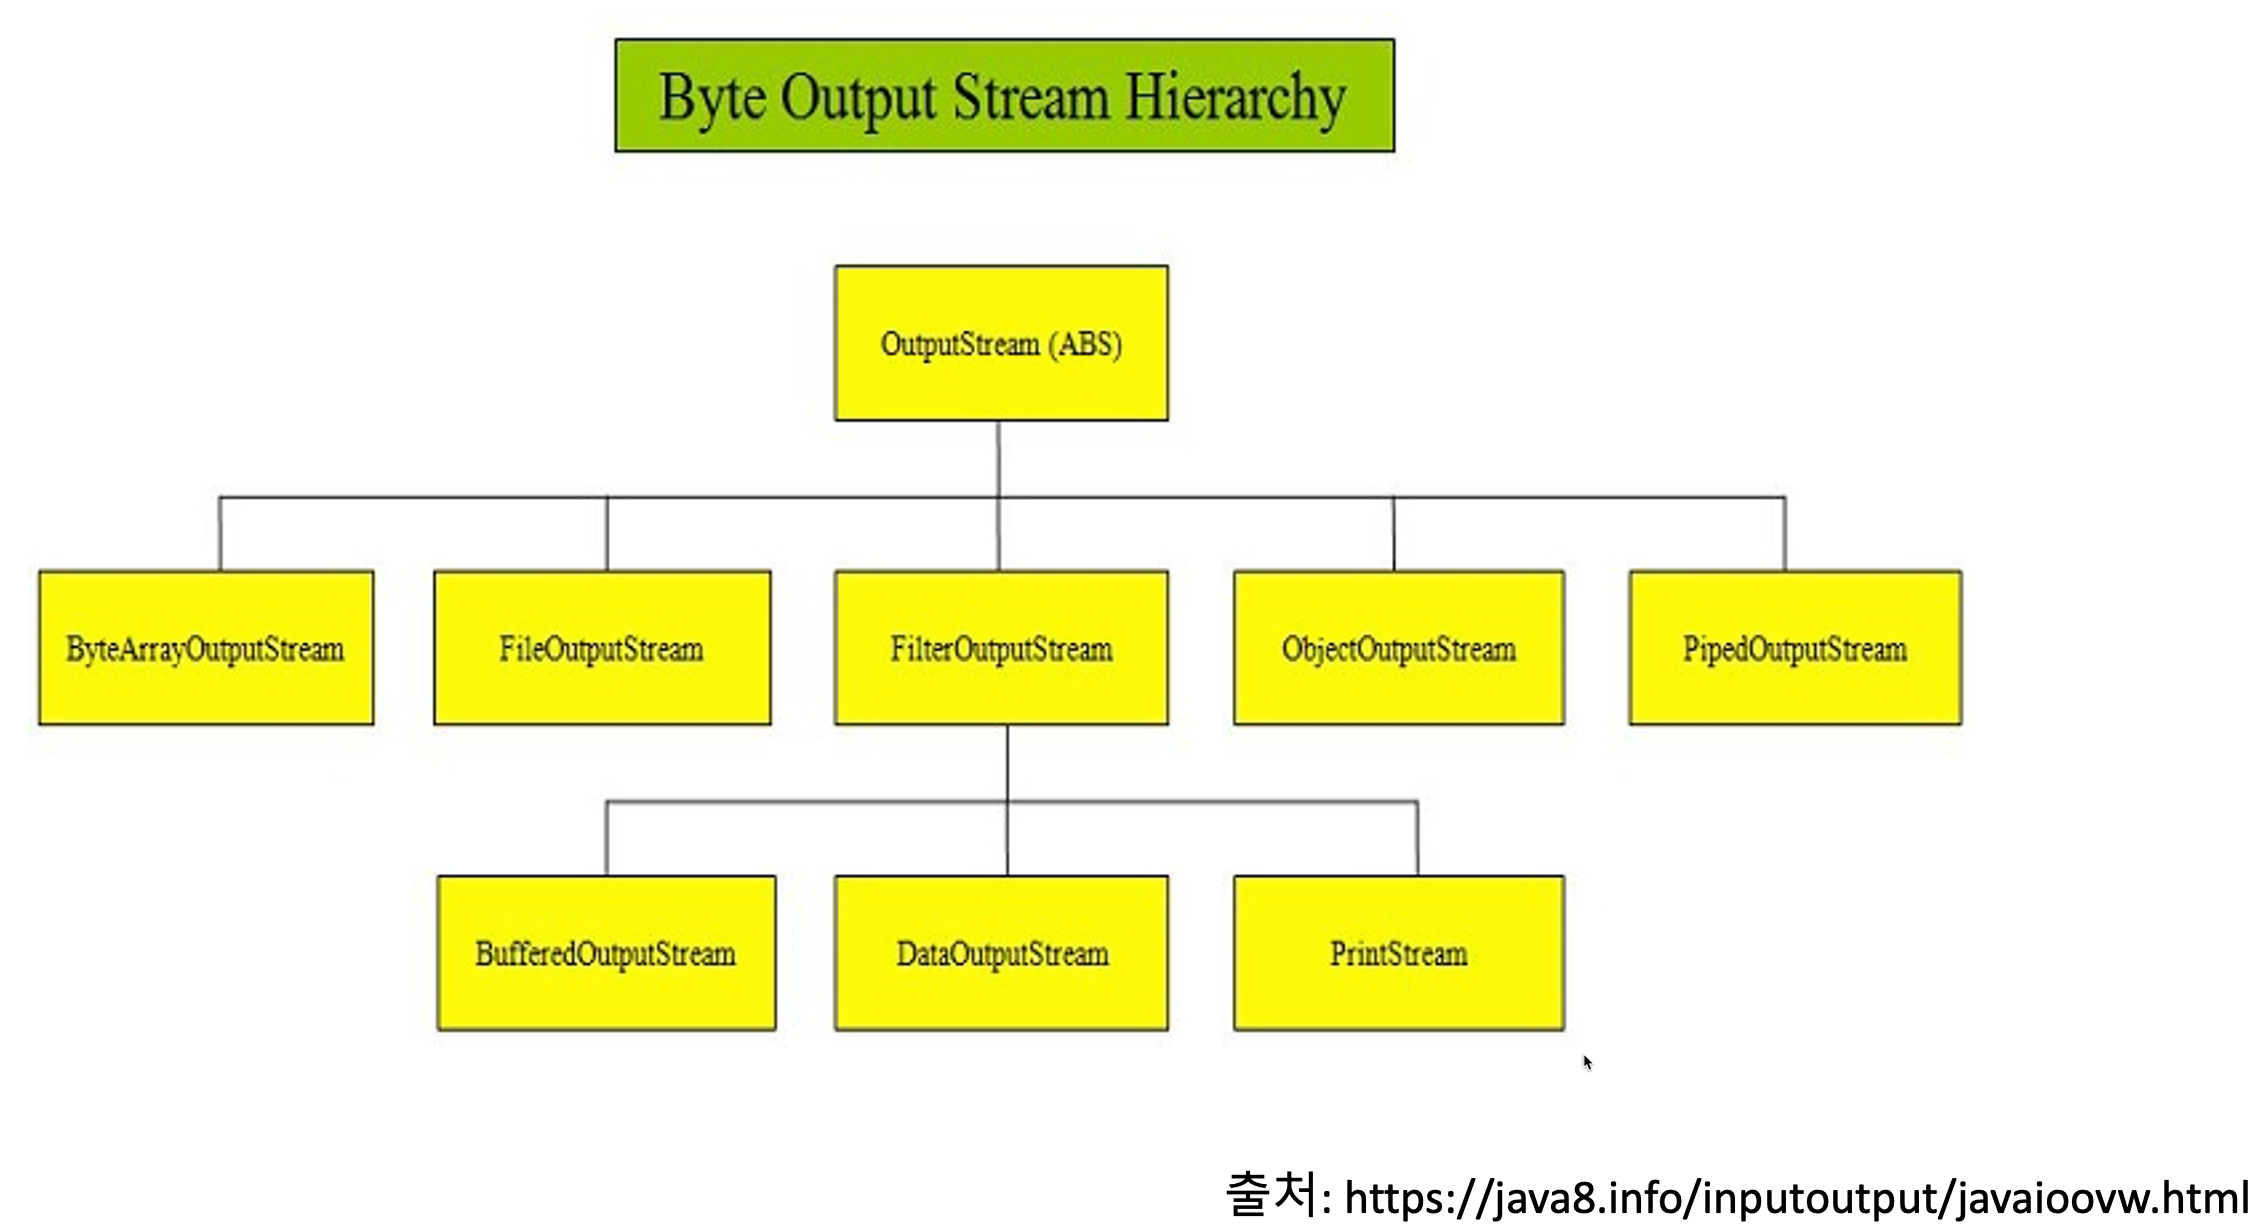 Byte Output Stream Hierarchy
OutputStream (ABS)
ByteArrayOutputStream
FileOutputStream
FilterOutputStream
ObjectOutputStream
PipedOutputStream
BufferedOutputStream
DataOutputStream
PrintStream
출처: https://java8.info/inputoutput/javaioovw.html